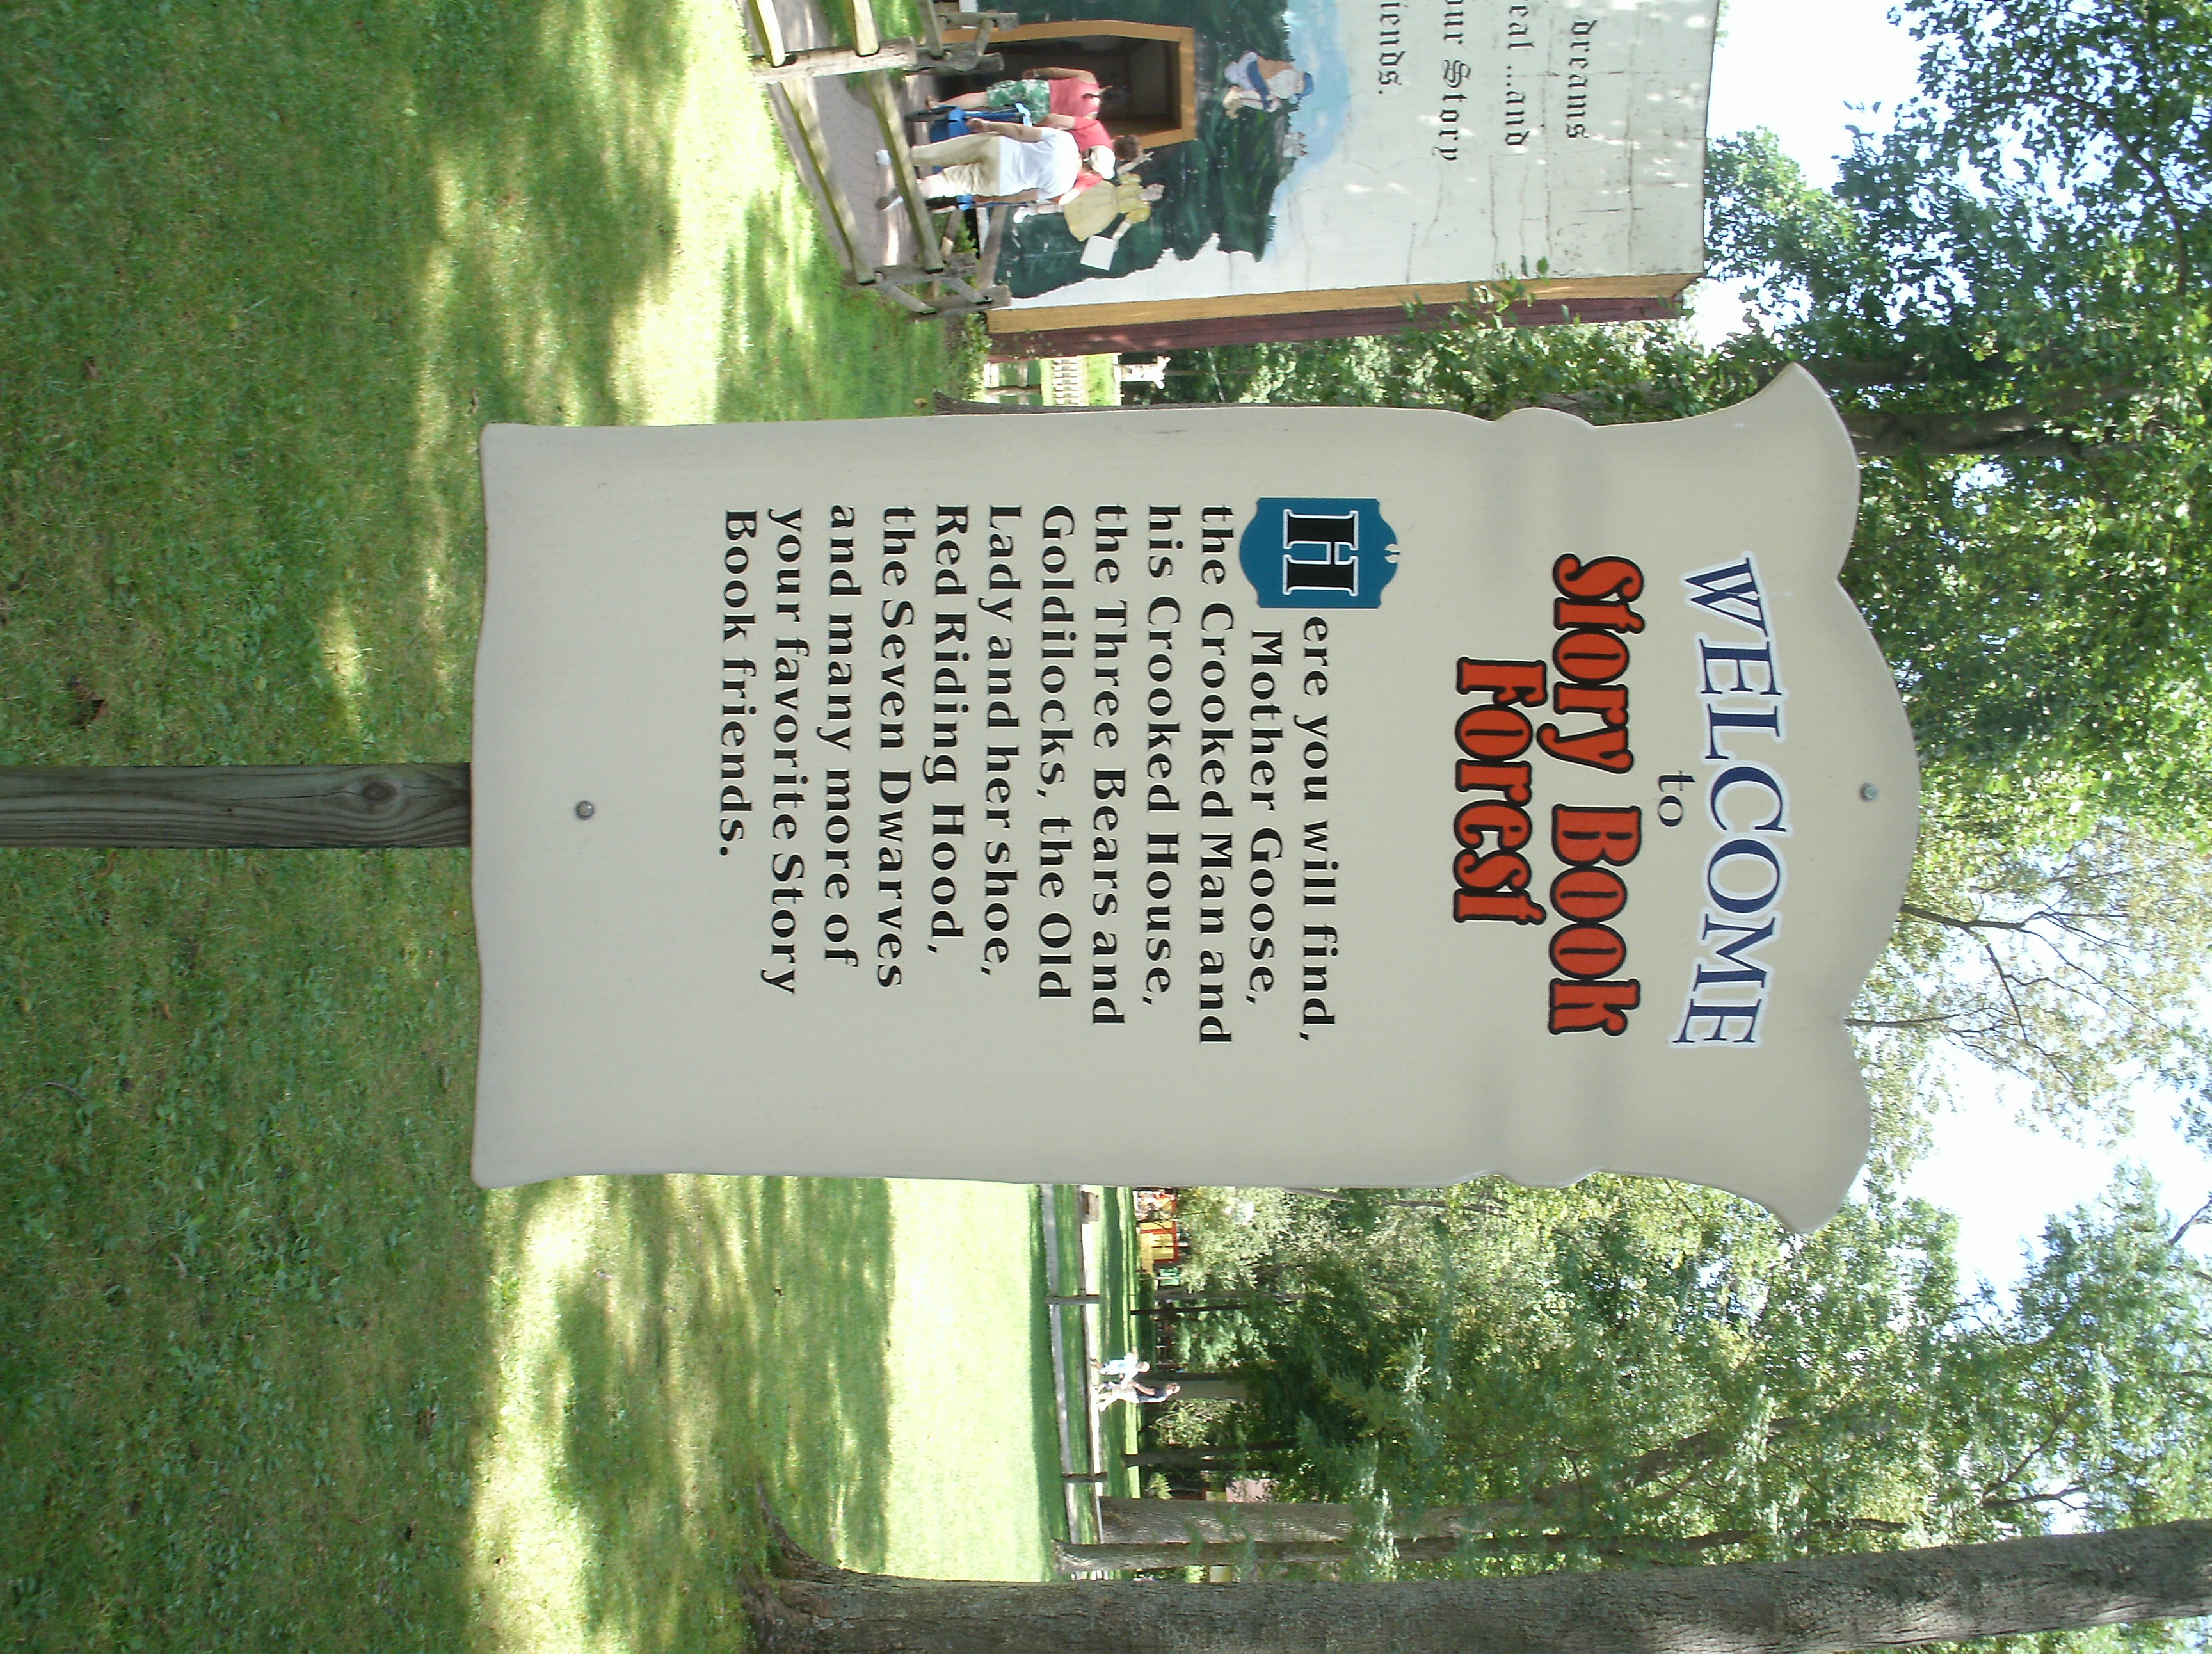 dreams
eal ...and
our Story
iends.
WELCOME
to
Story Book
Forest
Here you will find,
Mother Goose,
the Crooked Man and
his Crooked House,
the Three Bears and
Goldilocks, the Old
Lady and her shoe,
Red Riding Hood,
the Seven Dwarves
and many more of
your favorite Story
Book friends.